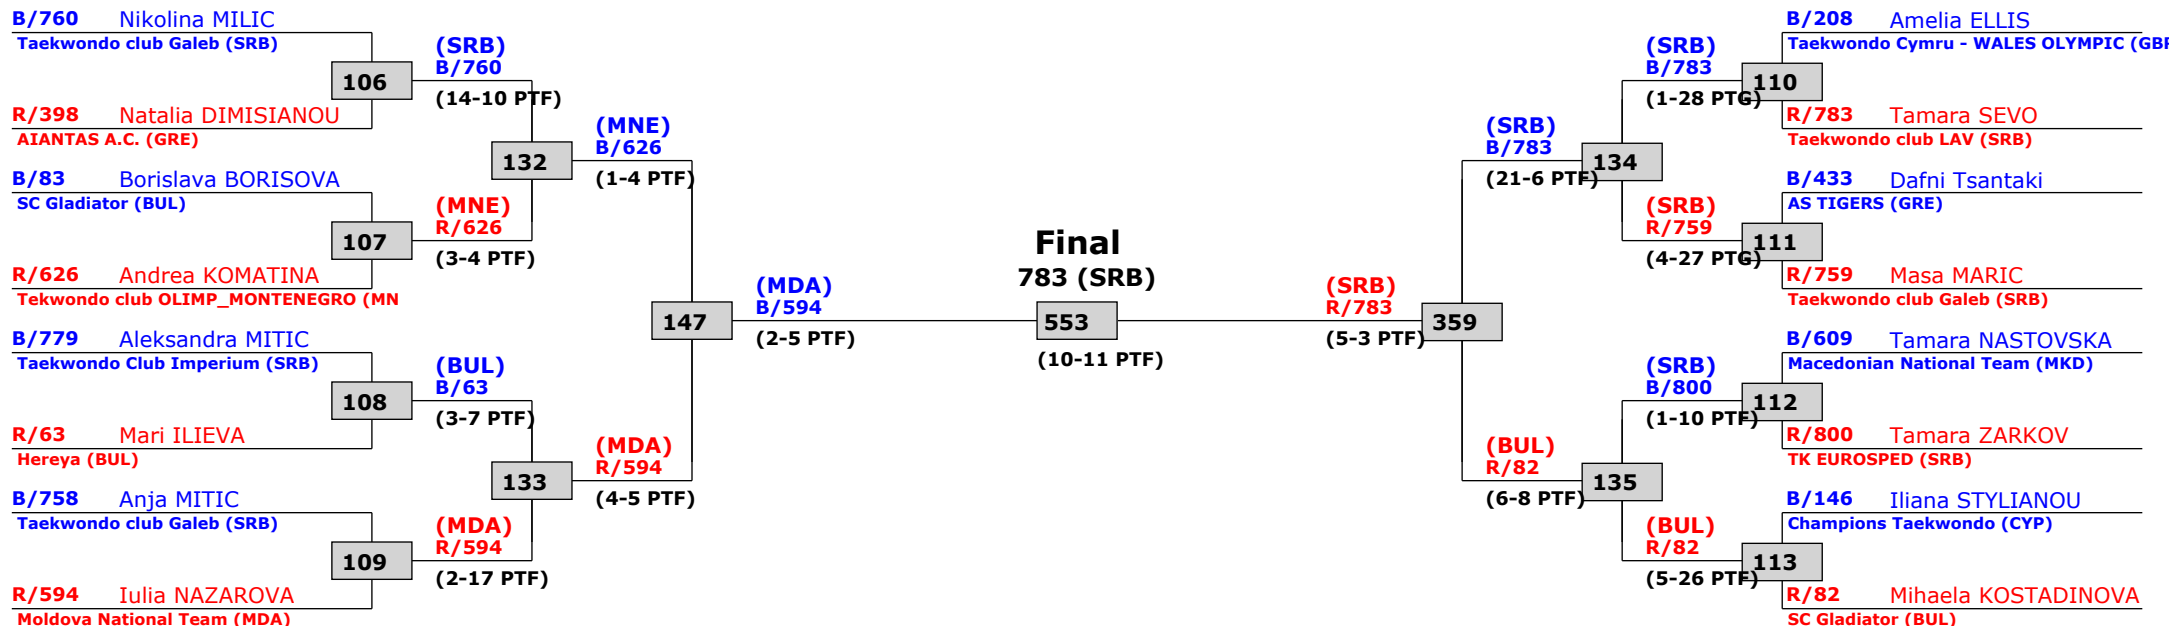 B/760 Nikolina MILIC
Taekwondo club Galeb (SRB)
106
R/398 Natalia DIMISIANOU
AIANTAS A.C. (GRE)
B/83 Borislava BORISOVA
SC Gladiator (BUL)
107
R/626 Andrea KOMATINA
Tekwondo club OLIMP_MONTENEGRO (MN
B/779 Aleksandra MITIC
Taekwondo Club Imperium (SRB)
108
R/63 Mari ILIEVA
Hereya (BUL)
B/758 Anja MITIC
Taekwondo club Galeb (SRB)
109
R/594 Iulia NAZAROVA
Moldova National Team (MDA)
(SRB)
B/760
(14-10 PTF)
132
(MNE)
R/626
(3-4 PTF)
(BUL)
B/63
(3-7 PTF)
133
(MDA)
R/594
(2-17 PTF)
(MNE)
B/626
(1-4 PTF)
147
(MDA)
R/594
(4-5 PTF)
(MDA)
B/594
(2-5 PTF)
Final
783 (SRB)
553
(10-11 PTF)
(SRB)
R/783
(5-3 PTF)
359
(SRB)
B/783
(21-6 PTF)
134
(BUL)
R/82
(6-8 PTF)
135
(SRB)
B/783
(1-28 PTG)
110
(SRB)
R/759
(4-27 PTG)
111
(SRB)
B/800
(1-10 PTF)
112
(BUL)
R/82
(5-26 PTF)
113
B/208 Amelia ELLIS
Taekwondo Cymru - WALES OLYMPIC (GBR
R/783 Tamara SEVO
Taekwondo club LAV (SRB)
B/433 Dafni Tsantaki
AS TIGERS (GRE)
R/759 Masa MARIC
Taekwondo club Galeb (SRB)
B/609 Tamara NASTOVSKA
Macedonian National Team (MKD)
R/800 Tamara ZARKOV
TK EUROSPED (SRB)
B/146 Iliana STYLIANOU
Champions Taekwondo (CYP)
R/82 Mihaela KOSTADINOVA
SC Gladiator (BUL)